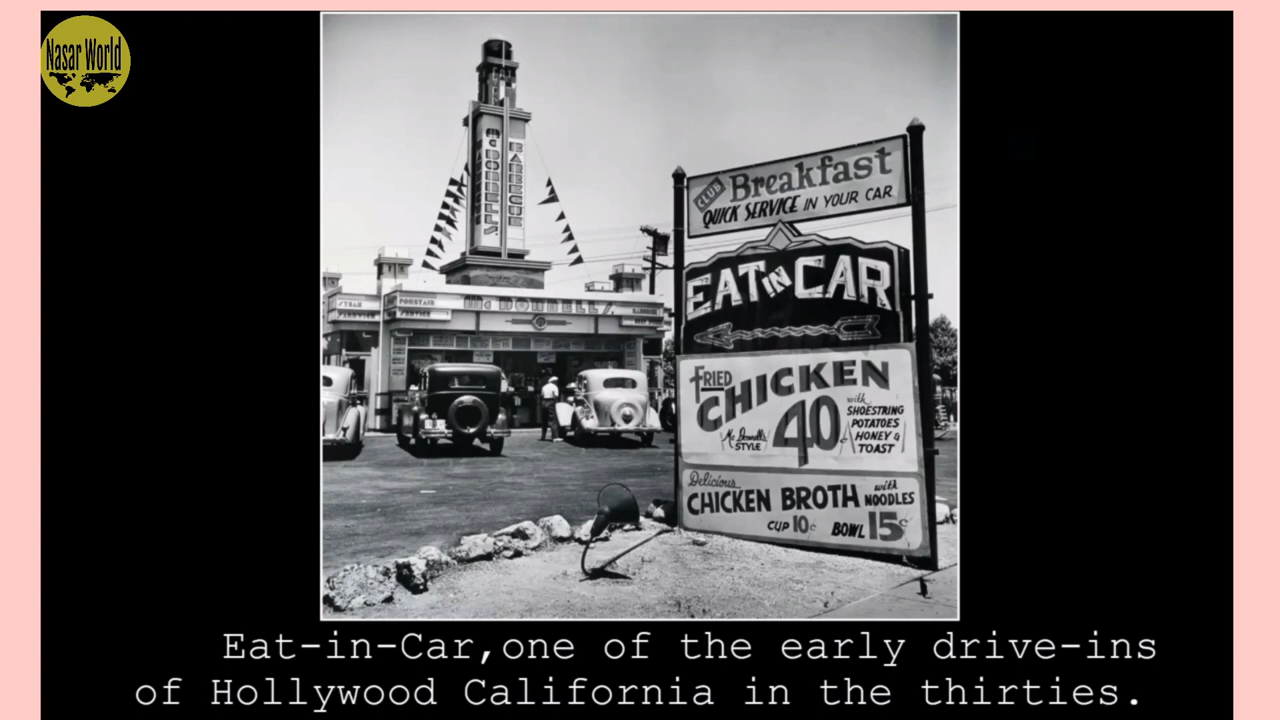 Nasar World
McDONNELL'S
BARBECUE
McDONNELL'S
FOUNTAIN
SERVICE
CLUB Breakfast
QUICK SERVICE IN YOUR CAR
EAT IN CAR
FRIED CHICKEN 40¢
McDonnell's STYLE
with SHOESTRING POTATOES HONEY & TOAST
Delicious
CHICKEN BROTH with NOODLES
CUP 10¢ BOWL 15¢
Eat-in-Car,one of the early drive-ins
of Hollywood California in the thirties.